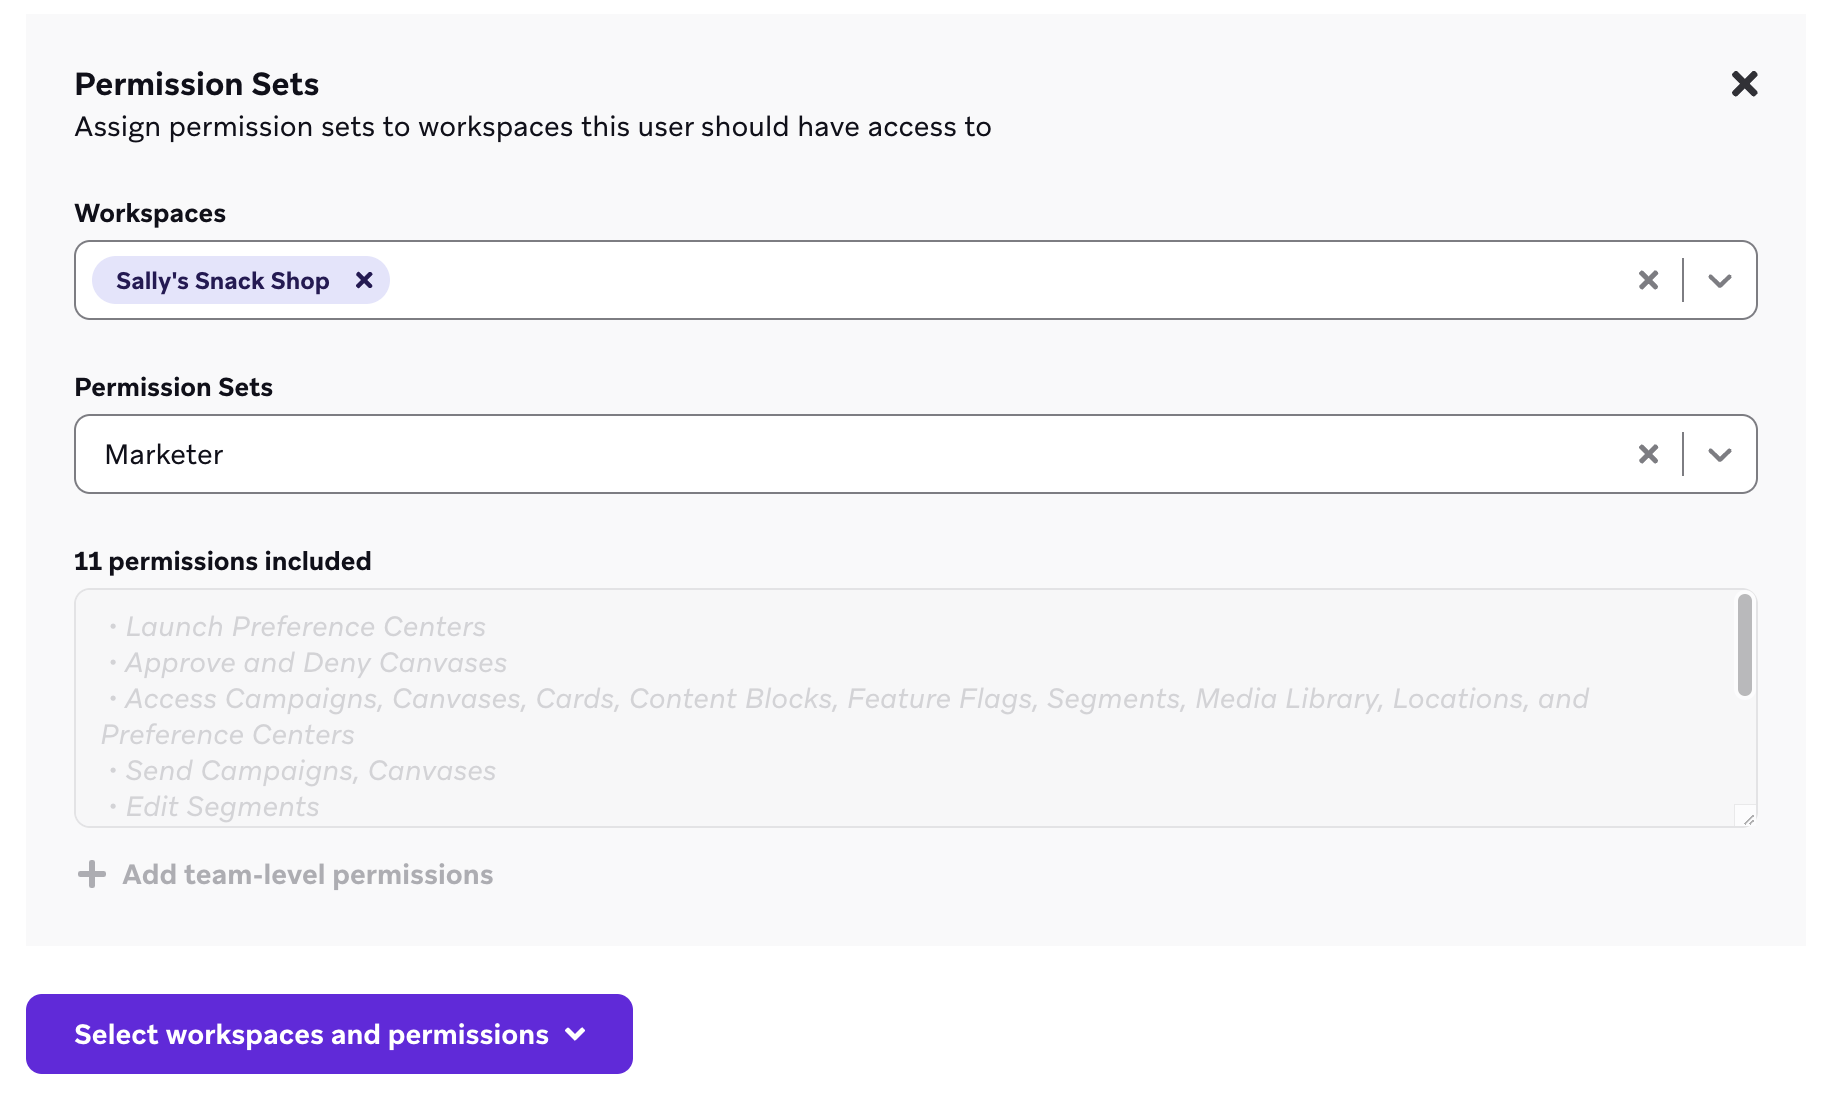 Permission Sets
Assign permission sets to workspaces this user should have access to
Workspaces
Sally's Snack Shop
Permission Sets
Marketer
11 permissions included
• Launch Preference Centers
• Approve and Deny Canvases
• Access Campaigns, Canvases, Cards, Content Blocks, Feature Flags, Segments, Media Library, Locations, and
Preference Centers
• Send Campaigns, Canvases
• Edit Segments
Add team-level permissions
Select workspaces and permissions